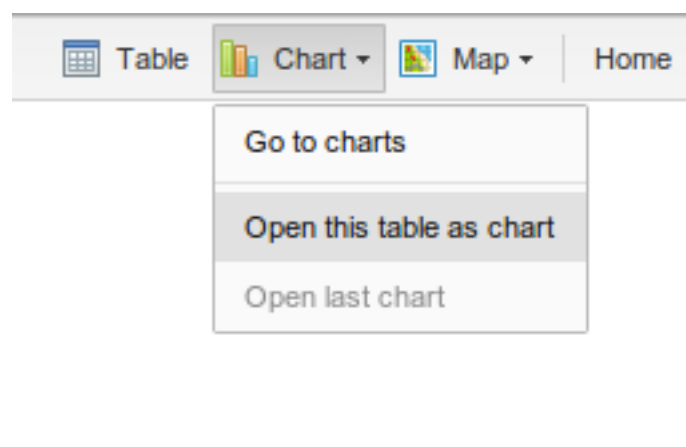 Table Chart Map Home
Go to charts
Open this table as chart
Open last chart